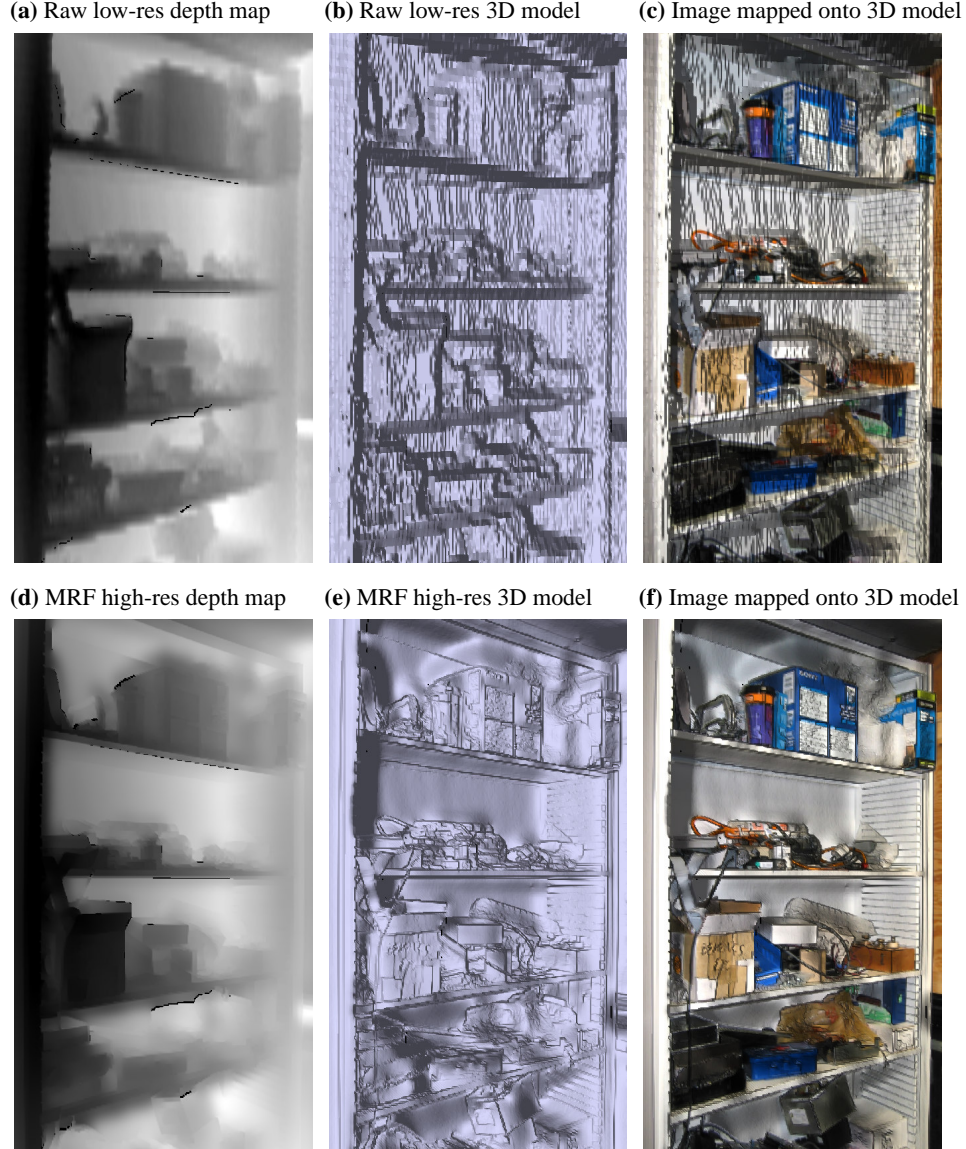 (a) Raw low-res depth map
(b) Raw low-res 3D model
(c) Image mapped onto 3D model
(d) MRF high-res depth map
(e) MRF high-res 3D model
(f) Image mapped onto 3D model